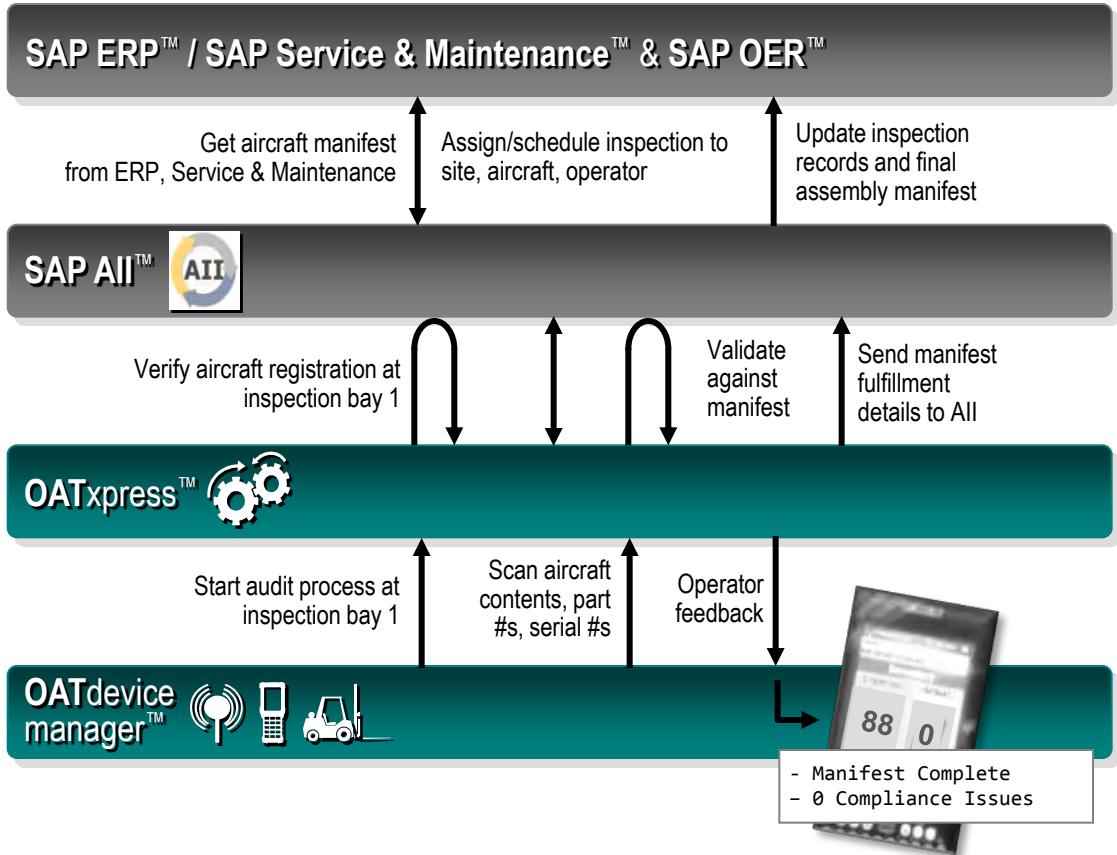 SAP ERP™ / SAP Service & Maintenance™ & SAP OER™
Get aircraft manifest
from ERP, Service & Maintenance
Assign/schedule inspection to
site, aircraft, operator
Update inspection
records and final
assembly manifest
SAP AII™
AII
Verify aircraft registration at
inspection bay 1
Validate
against
manifest
Send manifest
fulfillment
details to AII
OATxpress™
Start audit process at
inspection bay 1
Scan aircraft
contents, part
#s, serial #s
Operator
feedback
OATdevice
manager™
88 0
- Manifest Complete
– 0 Compliance Issues